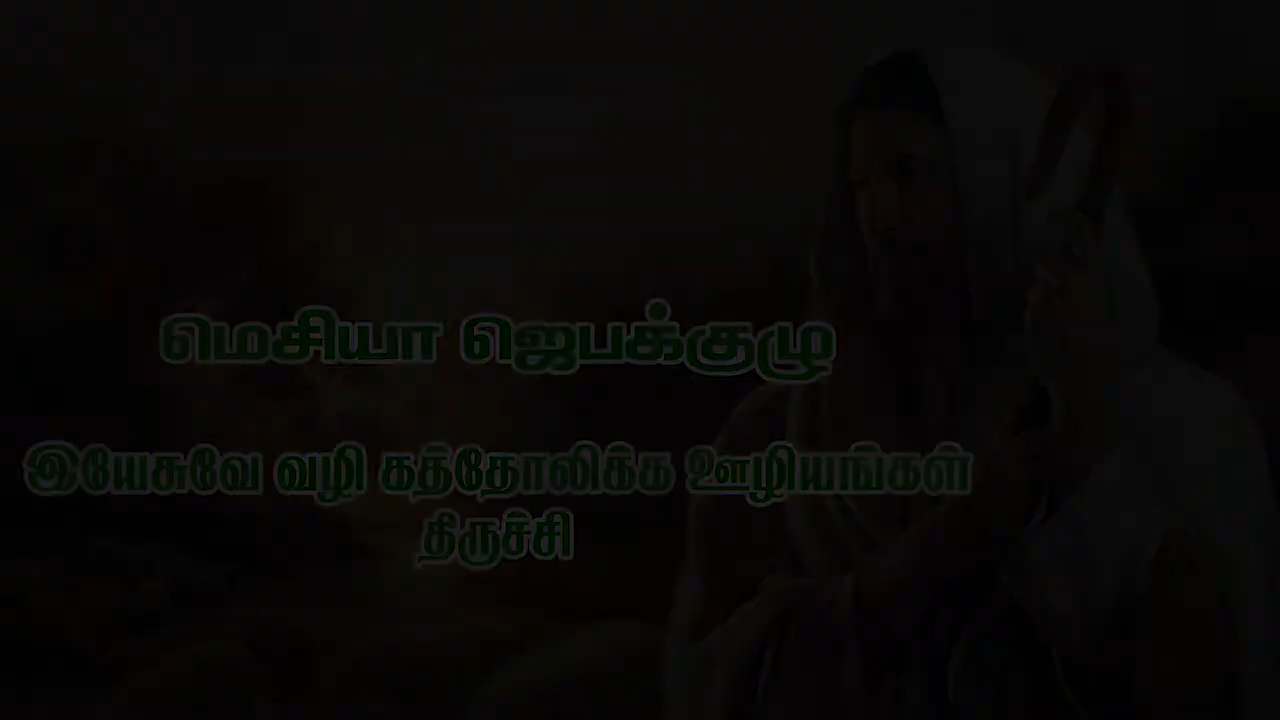 மெசியா ஜெபக்குழு
இயேசுவே வழி கத்தோலிக்க ஊழியங்கள்
திருச்சி